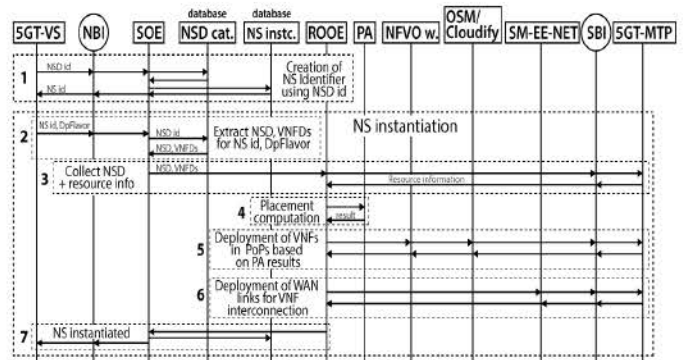 database
database
OSM/
5GT-VS
NBI
SOE
NSD cat.
NS instc.
ROOE
PA
NFVO w.
Cloudify
SM-EE-NET
SBI
5GT-MTP
1
NSD id
NS id
Creation of
NS Identifier
using NSD id
NS instantiation
2
NS id, DpFlavor
NSD id
NSD, VNFDs
Extract NSD, VNFDs
for NS id, DpFlavor
3
Collect NSD
+ resource info
NSD, VNFDs
Resource information
4
Placement
computation
result
5
Deployment of VNFs
in PoPs based
on PA results
6
Deployment of WAN
links for VNF
interconnection
7
NS instantiated